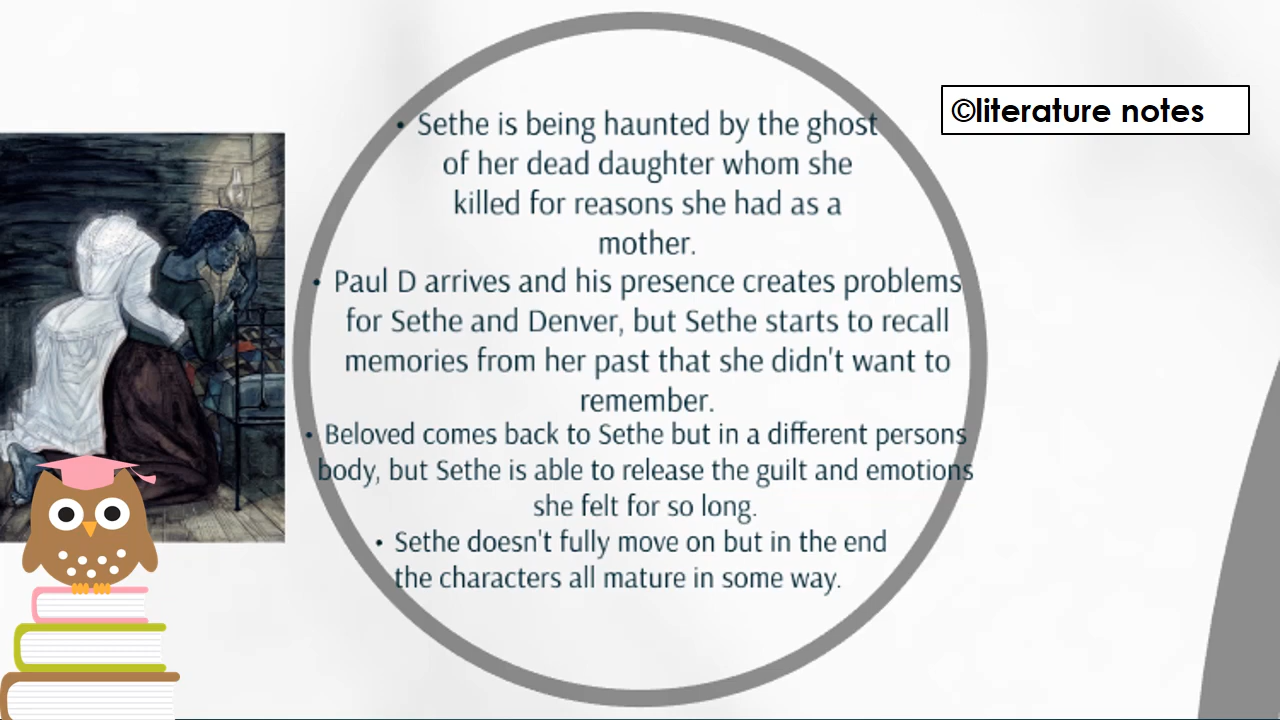 ©literature notes
• Sethe is being haunted by the ghost
of her dead daughter whom she
killed for reasons she had as a
mother.
• Paul D arrives and his presence creates problems
for Sethe and Denver, but Sethe starts to recall
memories from her past that she didn't want to
remember.
• Beloved comes back to Sethe but in a different persons
body, but Sethe is able to release the guilt and emotions
she felt for so long.
• Sethe doesn't fully move on but in the end
the characters all mature in some way.